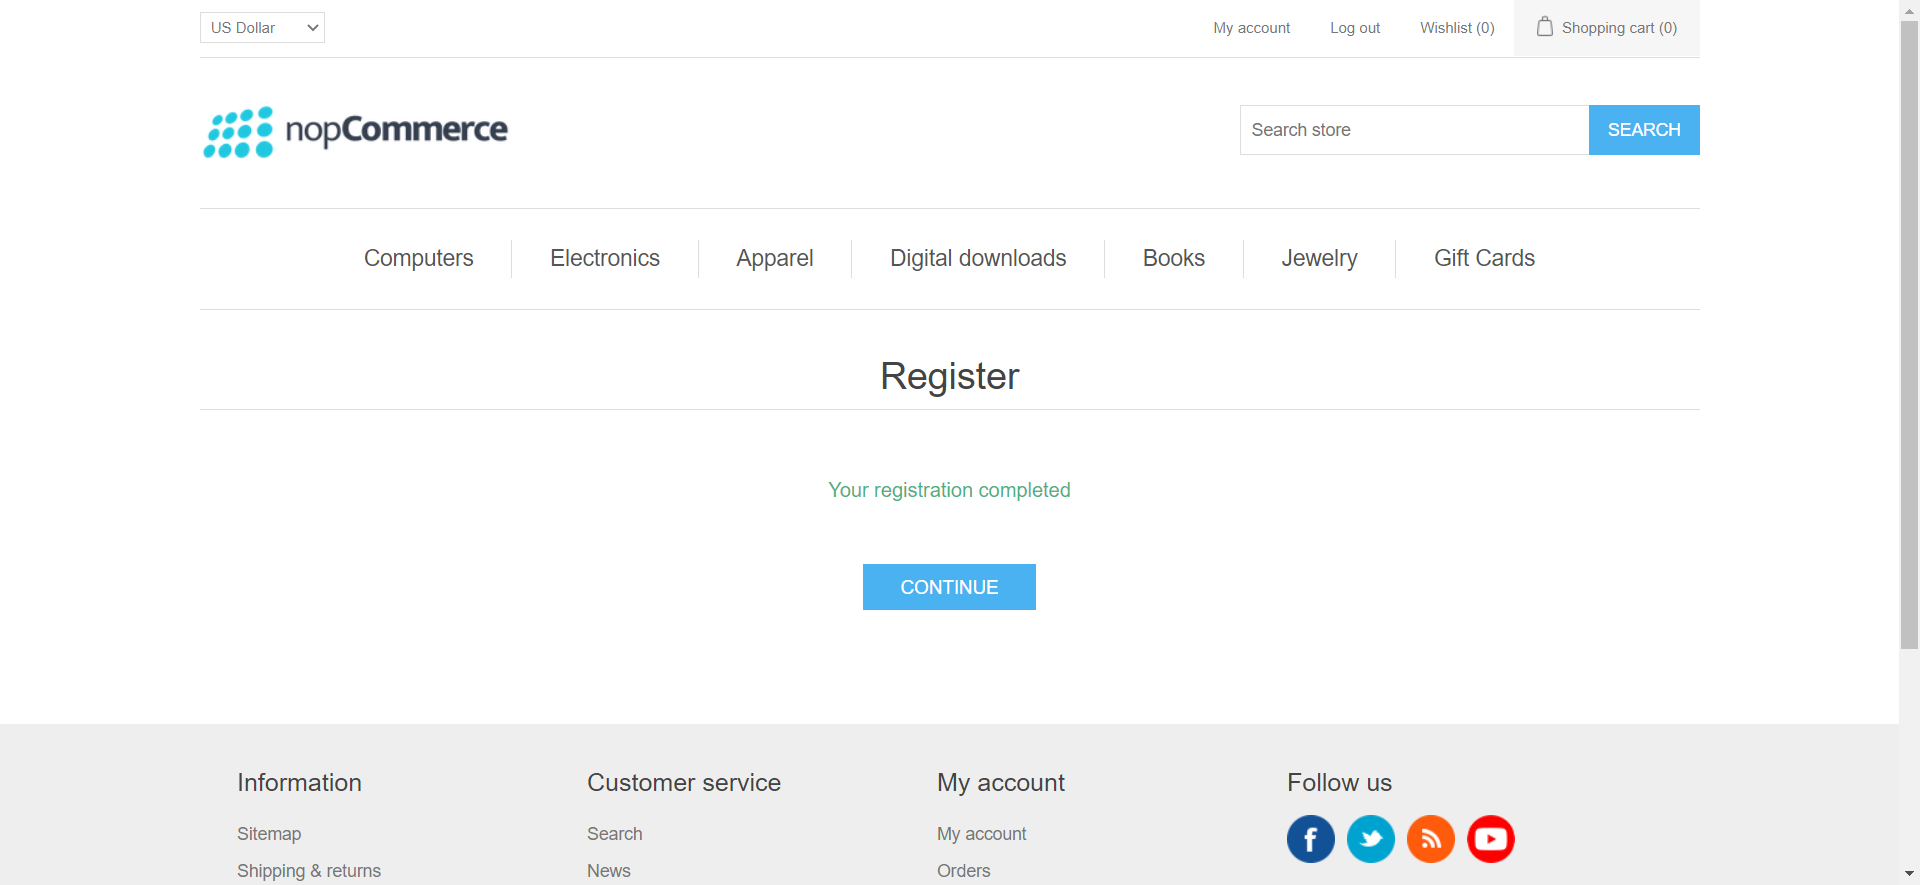 US Dollar
My account
Log out
Wishlist (0)
Shopping cart (0)
nopCommerce
Search store
SEARCH
Computers
Electronics
Apparel
Digital downloads
Books
Jewelry
Gift Cards
Register
Your registration completed
CONTINUE
Information
Customer service
My account
Follow us
Sitemap
Search
My account
Shipping & returns
News
Orders